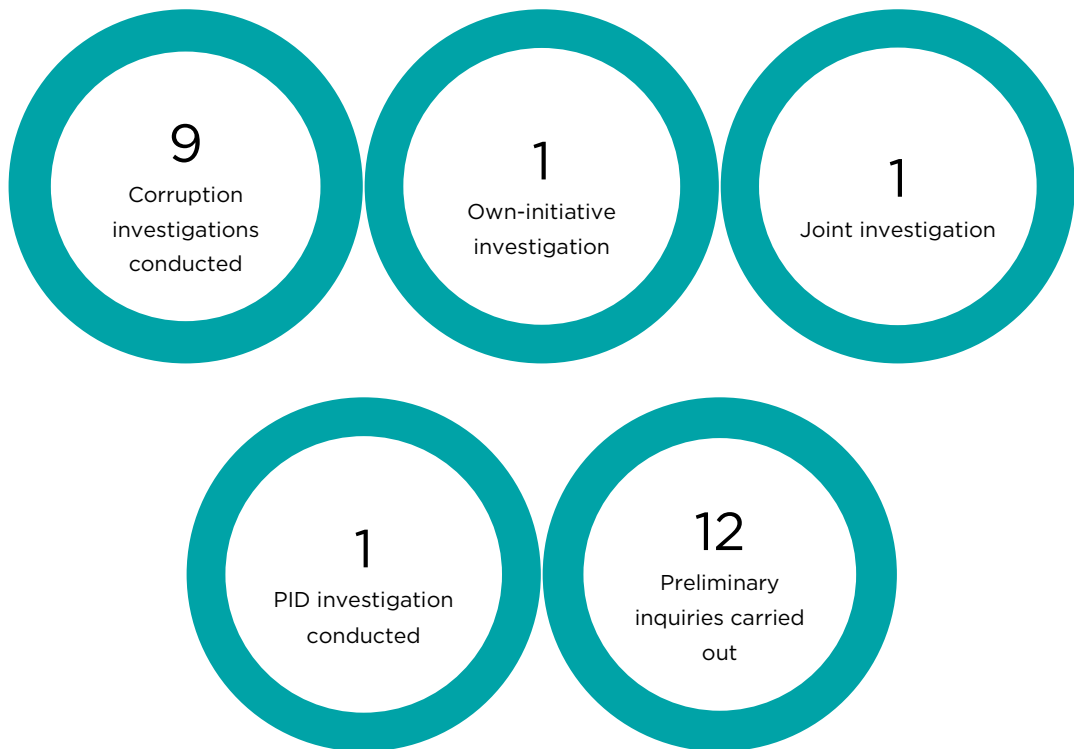 9
Corruption
investigations
conducted
1
Own-initiative
investigation
1
Joint investigation
1
PID investigation
conducted
12
Preliminary
inquiries carried
out